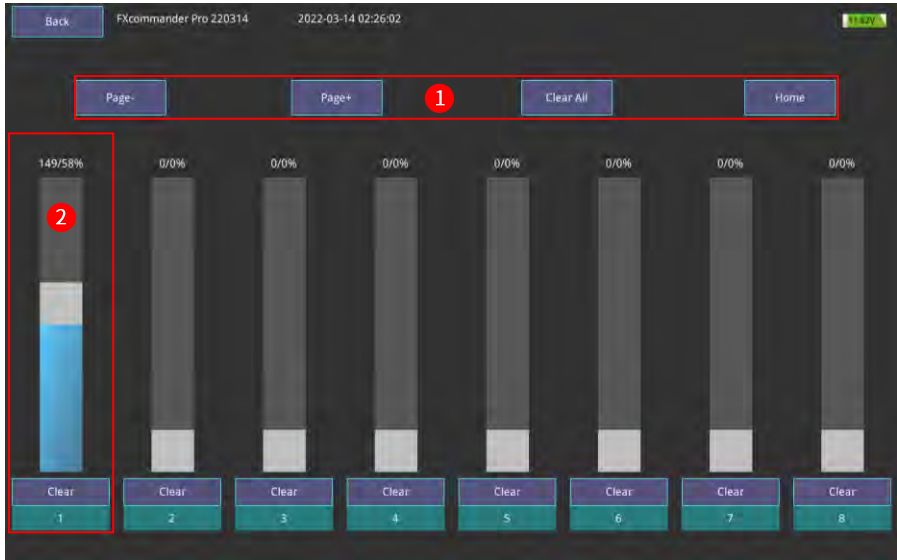 Back FXcommander Pro 220314 2022-03-14 02:26:02 11.82V
Page- Page+ 1 Clear All Home
149/58% 0/0% 0/0% 0/0% 0/0% 0/0% 0/0% 0/0%
2
Clear Clear Clear Clear Clear Clear Clear Clear
1 2 3 4 5 6 7 8